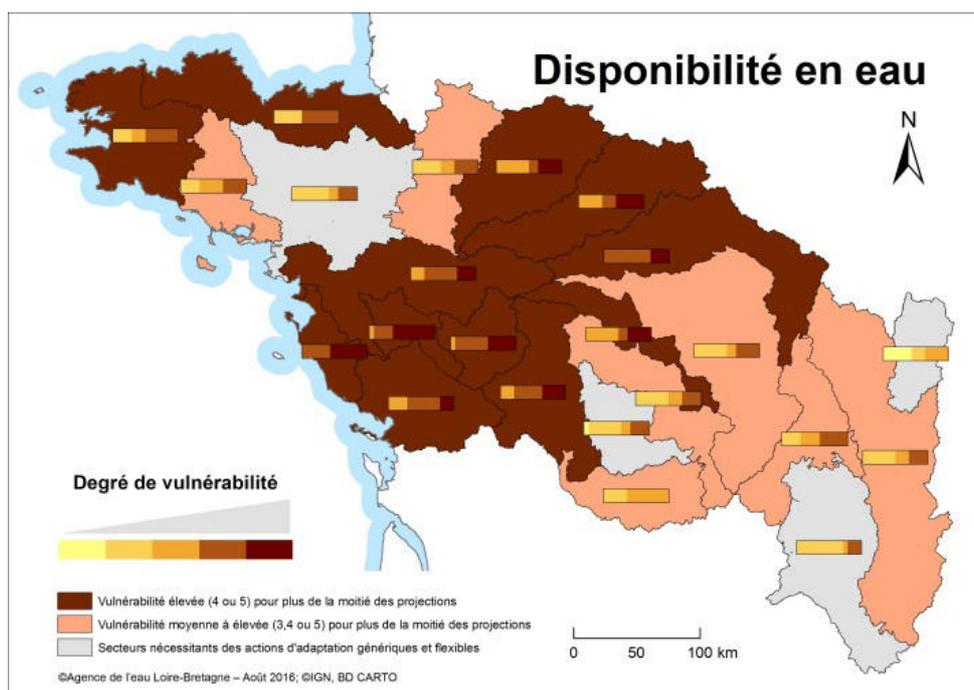 Disponibilité en eau
N
Degré de vulnérabilité
Vulnérabilité élevée (4 ou 5) pour plus de la moitié des projections
Vulnérabilité moyenne à élevée (3,4 ou 5) pour plus de la moitié des projections
Secteurs nécessitants des actions d'adaptation génériques et flexibles
0 50 100 km
©Agence de l'eau Loire-Bretagne – Août 2016; ©IGN, BD CARTO